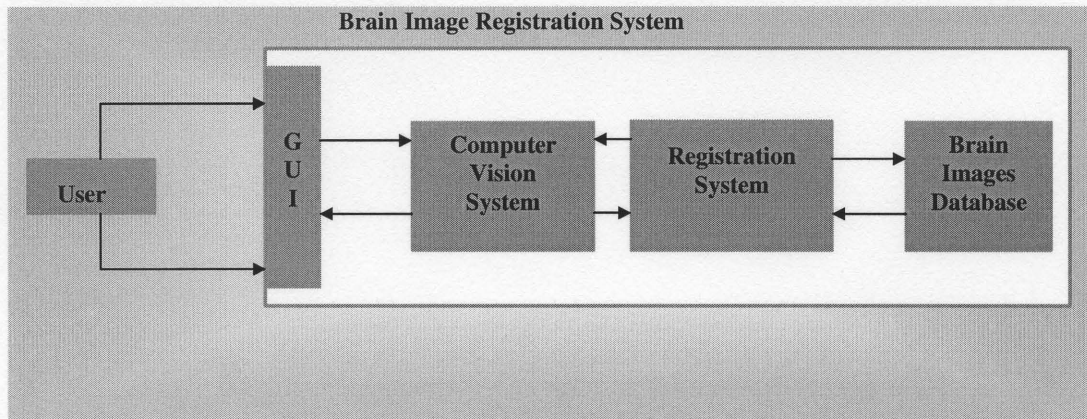 Brain Image Registration System
User
G
U
I
Computer
Vision
System
Registration
System
Brain
Images
Database